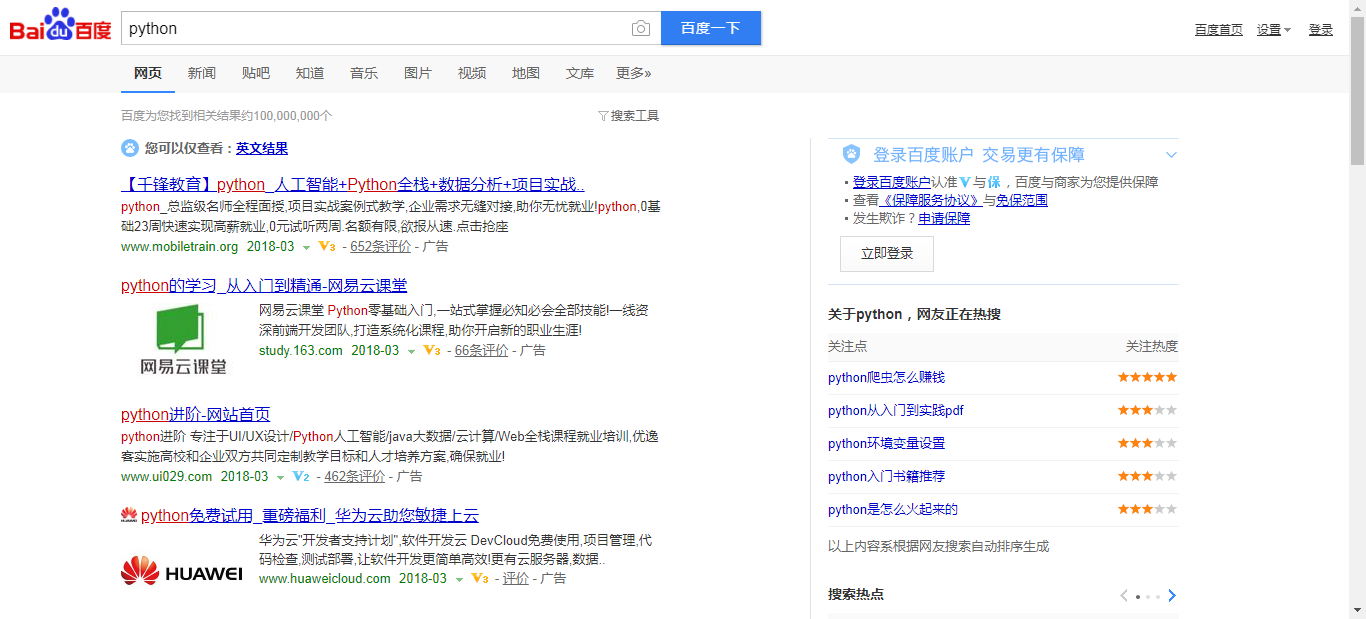 Bai du 百度 python 百度一下 百度首页 设置 登录
网页 新闻 贴吧 知道 音乐 图片 视频 地图 文库 更多»
百度为您找到相关结果约100,000,000个 搜索工具
您可以仅查看：英文结果
【千锋教育】python_人工智能+Python全栈+数据分析+项目实战..
python_总监级名师全程面授,项目实战案例式教学,企业需求无缝对接,助你无忧就业!python,0基
础23周快速实现高薪就业,0元试听两周.名额有限,欲报从速.点击抢座
www.mobiletrain.org 2018-03 V3 - 652条评价 - 广告
python的学习_从入门到精通-网易云课堂
网易云课堂 Python零基础入门,一站式掌握必知必会全部技能!一线资
深前端开发团队,打造系统化课程,助你开启新的职业生涯!
study.163.com 2018-03 V3 - 66条评价 - 广告
网易云课堂
python进阶-网站首页
python进阶 专注于UI/UX设计/Python人工智能/java大数据/云计算/Web全栈课程就业培训,优逸
客实施高校和企业双方共同定制教学目标和人才培养方案,确保就业!
www.ui029.com 2018-03 V2 - 462条评价 - 广告
python免费试用_重磅福利_华为云助您敏捷上云
华为云"开发者支持计划",软件开发云 DevCloud免费使用,项目管理,代
码检查,测试部署,让软件开发更简单高效!更有云服务器,数据..
HUAWEI
www.huaweicloud.com 2018-03 V3 - 评价 - 广告
登录百度账户 交易更有保障
登录百度账户认准V与保，百度与商家为您提供保障
查看《保障服务协议》与免保范围
发生欺诈？申请保障
立即登录
关于python，网友正在热搜
关注点 关注热度
python爬虫怎么赚钱 ★★★★★
python从入门到实践pdf ★★★★★
python环境变量设置 ★★★★★
python入门书籍推荐 ★★★★★
python是怎么火起来的 ★★★★★
以上内容系根据网友搜索自动排序生成
搜索热点